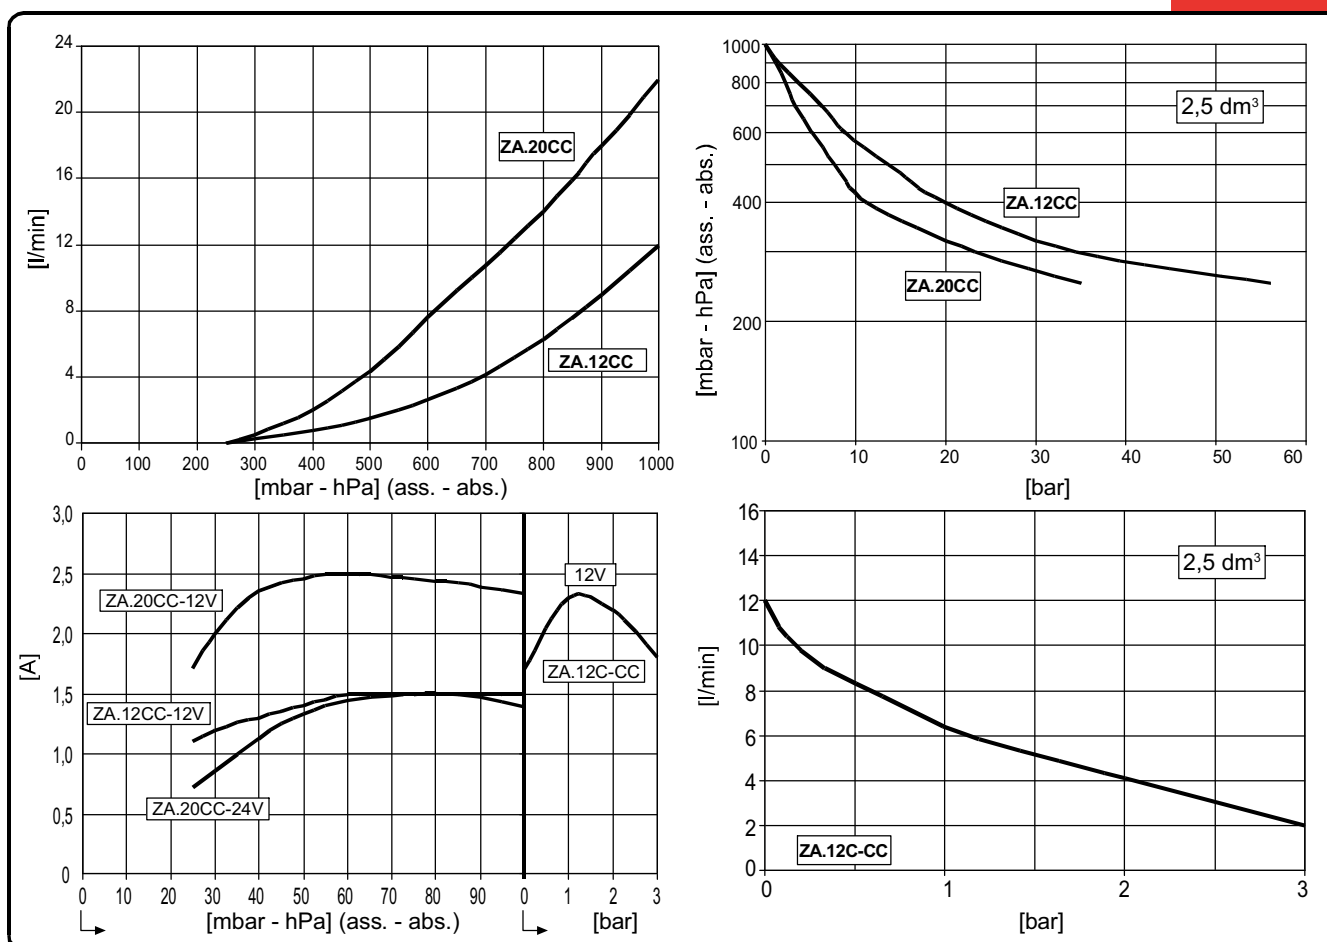 24
20
16
12
8
4
0
[l/min]
ZA.20CC
ZA.12CC
0 100 200 300 400 500 600 700 800 900 1000
[mbar - hPa] (ass. - abs.)
1000
800
600
400
200
100
[mbar - hPa] (ass. - abs.)
2,5 dm³
ZA.12CC
ZA.20CC
0 10 20 30 40 50 60
[bar]
3,0
2,5
2,0
1,5
1,0
0,5
0
[A]
ZA.20CC-12V
12V
ZA.12C-CC
ZA.12CC-12V
ZA.20CC-24V
0 10 20 30 40 50 60 70 80 90 0 1 2 3
[mbar - hPa] (ass. - abs.) [bar]
16
14
12
10
8
6
4
2
0
[l/min]
2,5 dm³
ZA.12C-CC
0 1 2 3
[bar]